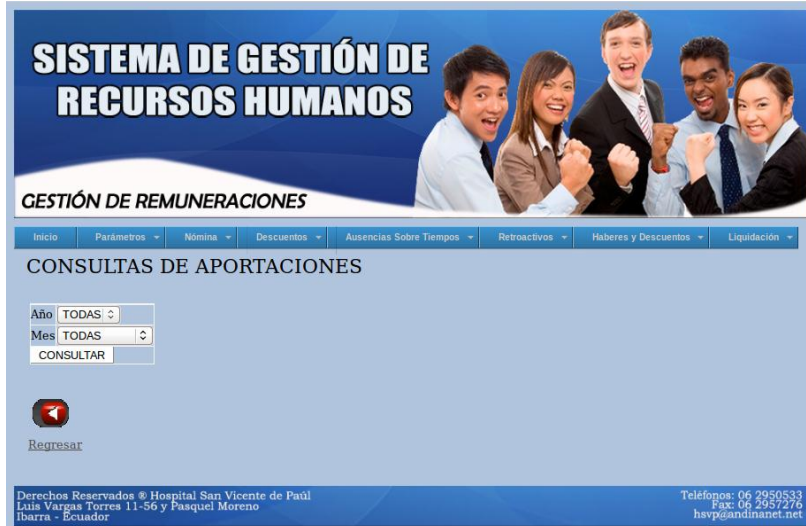 SISTEMA DE GESTIÓN DE
RECURSOS HUMANOS
GESTIÓN DE REMUNERACIONES
Inicio Parámetros Nómina Descuentos Ausencias Sobre Tiempos Retroactivos Haberes y Descuentos Liquidación
CONSULTAS DE APORTACIONES
Año TODAS
Mes TODAS
CONSULTAR
Regresar
Derechos Reservados ® Hospital San Vicente de Paúl
Luis Vargas Torres 11-56 y Pasquel Moreno
Ibarra - Ecuador
Teléfonos: 06 2950533
Fax: 06 2957276
hsvp@andinanet.net